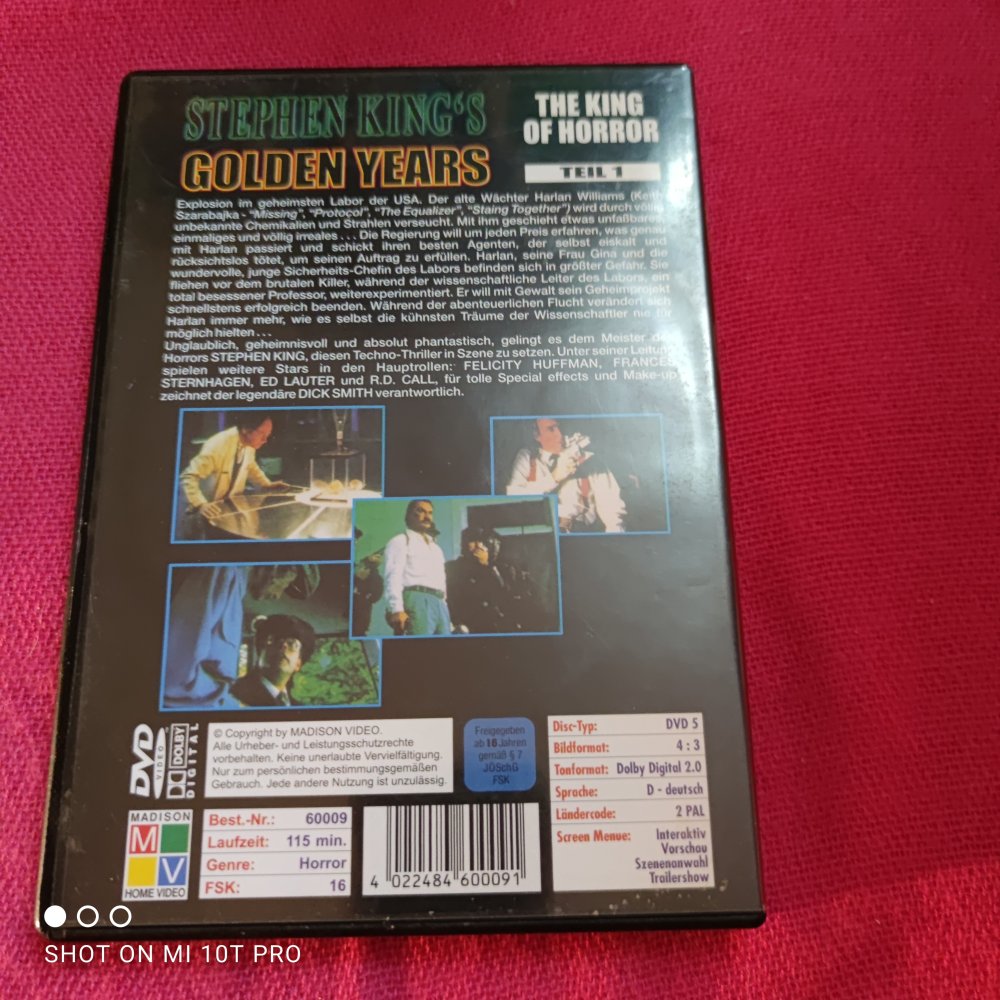 STEPHEN KING'S
GOLDEN YEARS
THE KING
OF HORROR
TEIL 1
Explosion im geheimsten Labor der USA. Der alte Wächter Harlan Williams (Keith
Szarabajka - "Missing", "Protocol", "The Equalizer", "Staing Together") wird durch völlig
unbekannte Chemikalien und Strahlen verseucht. Mit ihm geschieht etwas unfaßbares,
einmaliges und völlig irreales . . . Die Regierung will um jeden Preis erfahren, was genau
mit Harlan passiert und schickt ihren besten Agenten, der selbst eiskalt und
rücksichtslos tötet, um seinen Auftrag zu erfüllen. Harlan, seine Frau Gina und die
wundervolle, junge Sicherheits-Chefin des Labors befinden sich in größter Gefahr. Sie
fliehen vor dem brutalen Killer, während der wissenschaftliche Leiter des Labors, ein
total besessener Professor, weiterexperimentiert. Er will mit Gewalt sein Geheimprojekt
schnellstens erfolgreich beenden. Während der abenteuerlichen Flucht verändert sich
Harlan immer mehr, wie es selbst die kühnsten Träume der Wissenschaftler nie für
möglich hielten . . .
Unglaublich, geheimnisvoll und absolut phantastisch, gelingt es dem Meister des
Horrors STEPHEN KING, diesen Techno-Thriller in Szene zu setzen. Unter seiner Leitung
spielen weitere Stars in den Hauptrollen: FELICITY HUFFMAN, FRANCES
STERNHAGEN, ED LAUTER und R.D. CALL, für tolle Special effects und Make-up
zeichnet der legendäre DICK SMITH verantwortlich.
DVD
VIDEO
DOLBY
DIGITAL
© Copyright by MADISON VIDEO.
Alle Urheber- und Leistungsschutzrechte
vorbehalten. Keine unerlaubte Vervielfältigung.
Nur zum persönlichen bestimmungsgemäßen
Gebrauch. Jede andere Nutzung ist unzulässig.
Freigegeben
ab 16 Jahren
gemäß § 7
JÖSchG
FSK
Disc-Typ: DVD 5
Bildformat: 4 : 3
Tonformat: Dolby Digital 2.0
Sprache: D - deutsch
Ländercode: 2 PAL
Screen Menue: Interaktiv
Vorschau
Szenenanwahl
Trailershow
MADISON
M
V
HOME VIDEO
Best.-Nr.: 60009
Laufzeit: 115 min.
Genre: Horror
FSK: 16
4 022484 600091
SHOT ON MI 10T PRO